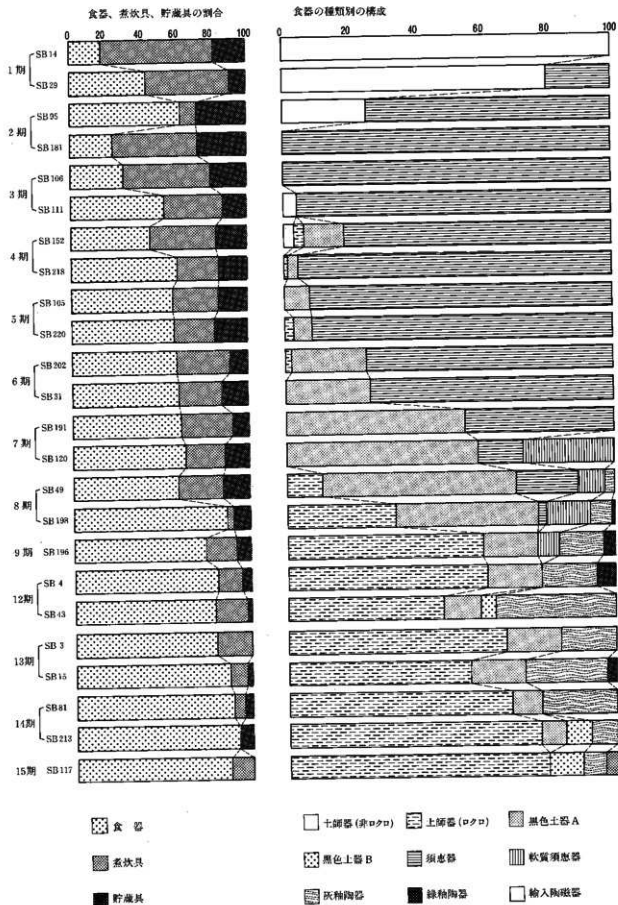 食器、煮炊具、貯蔵具の割合
食器の種類別の構成
0 20 40 60 80 100
0 20 40 60 80 100
1期
SB14
SB29
2期
SB95
SB181
3期
SB106
SB111
4期
SB152
SB218
5期
SB165
SB220
6期
SB202
SB31
7期
SB191
SB120
8期
SB49
SB198
9期 SB196
12期
SB4
SB43
13期
SB3
SB15
14期
SB81
SB213
15期 SB117
食器
煮炊具
貯蔵具
土師器(非ロクロ) 土師器(ロクロ) 黒色土器A
黒色土器B 須恵器 軟質須恵器
灰釉陶器 緑釉陶器 輸入陶磁器